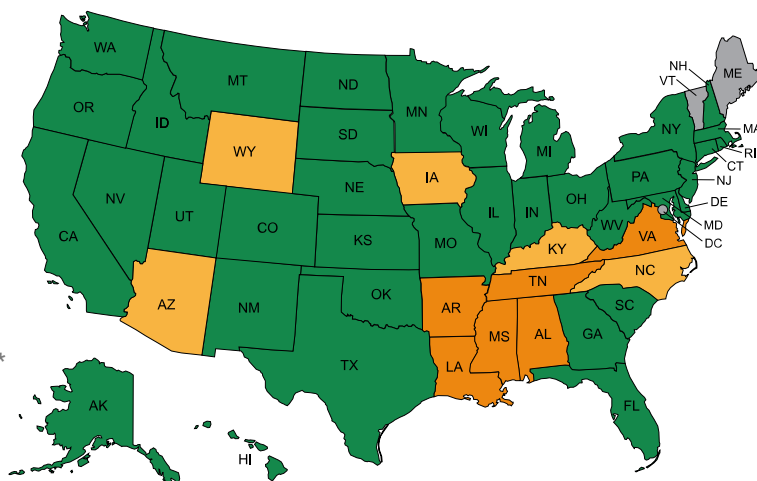 WA
MT
ND
MN
OR
ID
SD
WI
MI
WY
NE
IA
NV
UT
CO
CA
KS
MO
IL
IN
OH
PA
NY
NH
VT
ME
MA
RI
CT
NJ
DE
MD
DC
WV
VA
KY
NC
TN
AZ
NM
OK
AR
SC
MS
AL
GA
LA
TX
FL
*
AK
HI